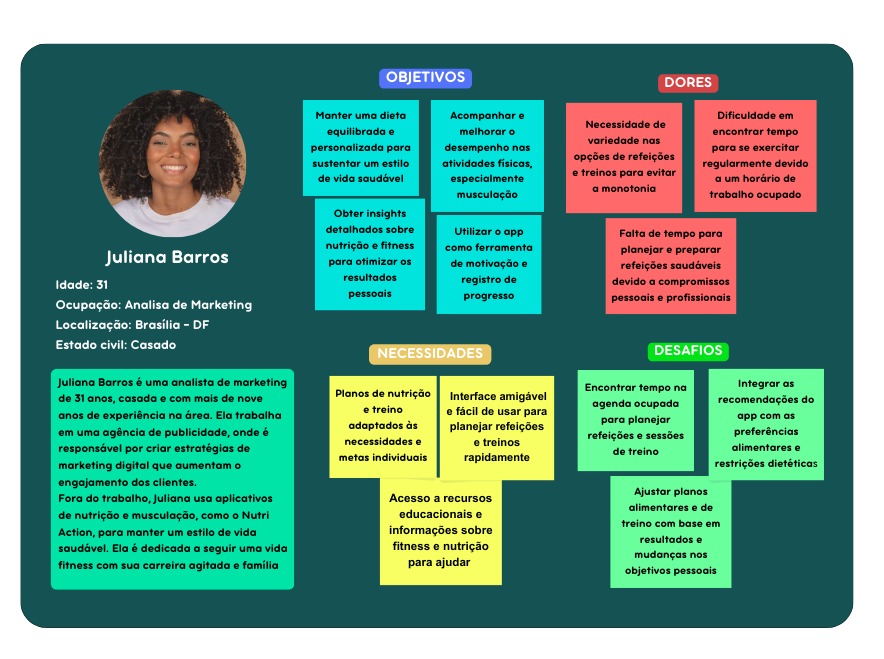 Juliana Barros
Idade: 31
Ocupação: Analisa de Marketing
Localização: Brasília - DF
Estado civil: Casado
Juliana Barros é uma analista de marketing
de 31 anos, casada e com mais de nove
anos de experiência na área. Ela trabalha
em uma agência de publicidade, onde é
responsável por criar estratégias de
marketing digital que aumentam o
engajamento dos clientes.
Fora do trabalho, Juliana usa aplicativos
de nutrição e musculação, como o Nutri
Action, para manter um estilo de vida
saudável. Ela é dedicada a seguir uma vida
fitness com sua carreira agitada e família
OBJETIVOS
Manter uma dieta
equilibrada e
personalizada para
sustentar um estilo
de vida saudável
Acompanhar e
melhorar o
desempenho nas
atividades físicas,
especialmente
musculação
Obter insights
detalhados sobre
nutrição e fitness
para otimizar os
resultados
pessoais
Utilizar o app
como ferramenta
de motivação e
registro de
progresso
DORES
Necessidade de
variedade nas
opções de refeições
e treinos para evitar
a monotonia
Dificuldade em
encontrar tempo
para se exercitar
regularmente devido
a um horário de
trabalho ocupado
Falta de tempo para
planejar e preparar
refeições saudáveis
devido a compromissos
pessoais e profissionais
NECESSIDADES
Planos de nutrição
e treino
adaptados às
necessidades e
metas individuais
Interface amigável
e fácil de usar para
planejar refeições
e treinos
rapidamente
Acesso a recursos
educacionais e
informações sobre
fitness e nutrição
para ajudar
DESAFIOS
Encontrar tempo na
agenda ocupada
para planejar
refeições e sessões
de treino
Integrar as
recomendações do
app com as
preferências
alimentares e
restrições dietéticas
Ajustar planos
alimentares e de
treino com base em
resultados e
mudanças nos
objetivos pessoais